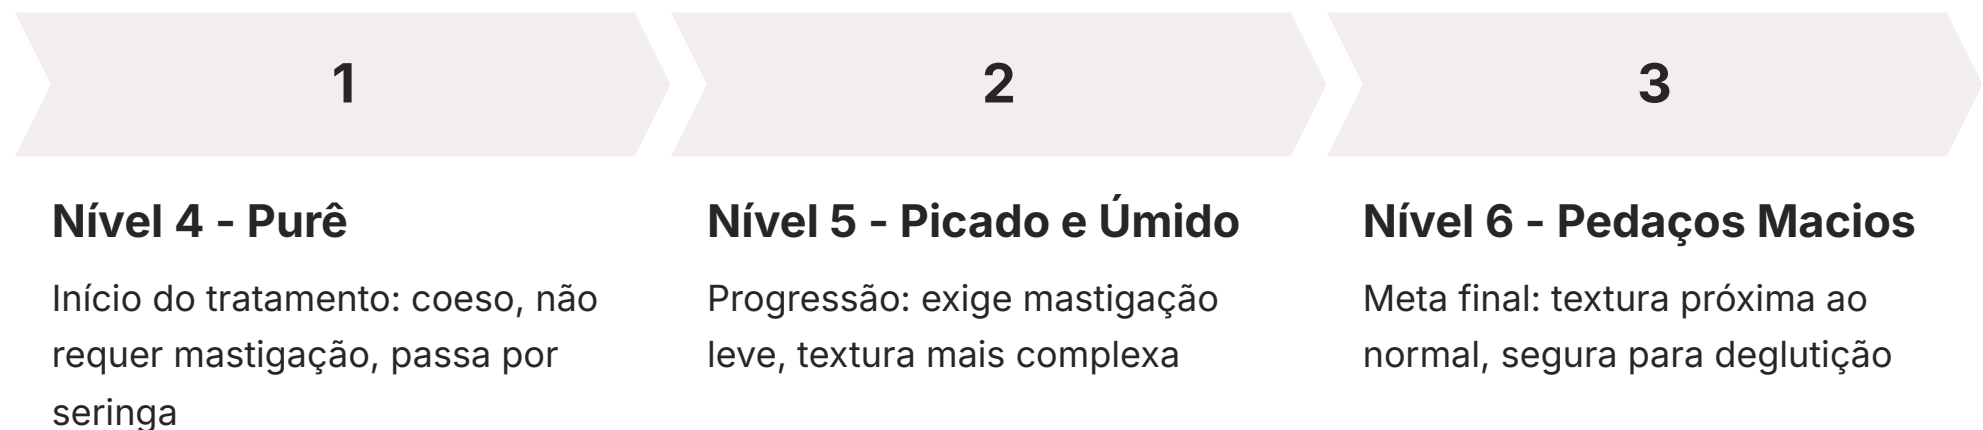 1
2
3
Nível 4 - Purê
Início do tratamento: coeso, não
requer mastigação, passa por
seringa
Nível 5 - Picado e Úmido
Progressão: exige mastigação
leve, textura mais complexa
Nível 6 - Pedaços Macios
Meta final: textura próxima ao
normal, segura para deglutição